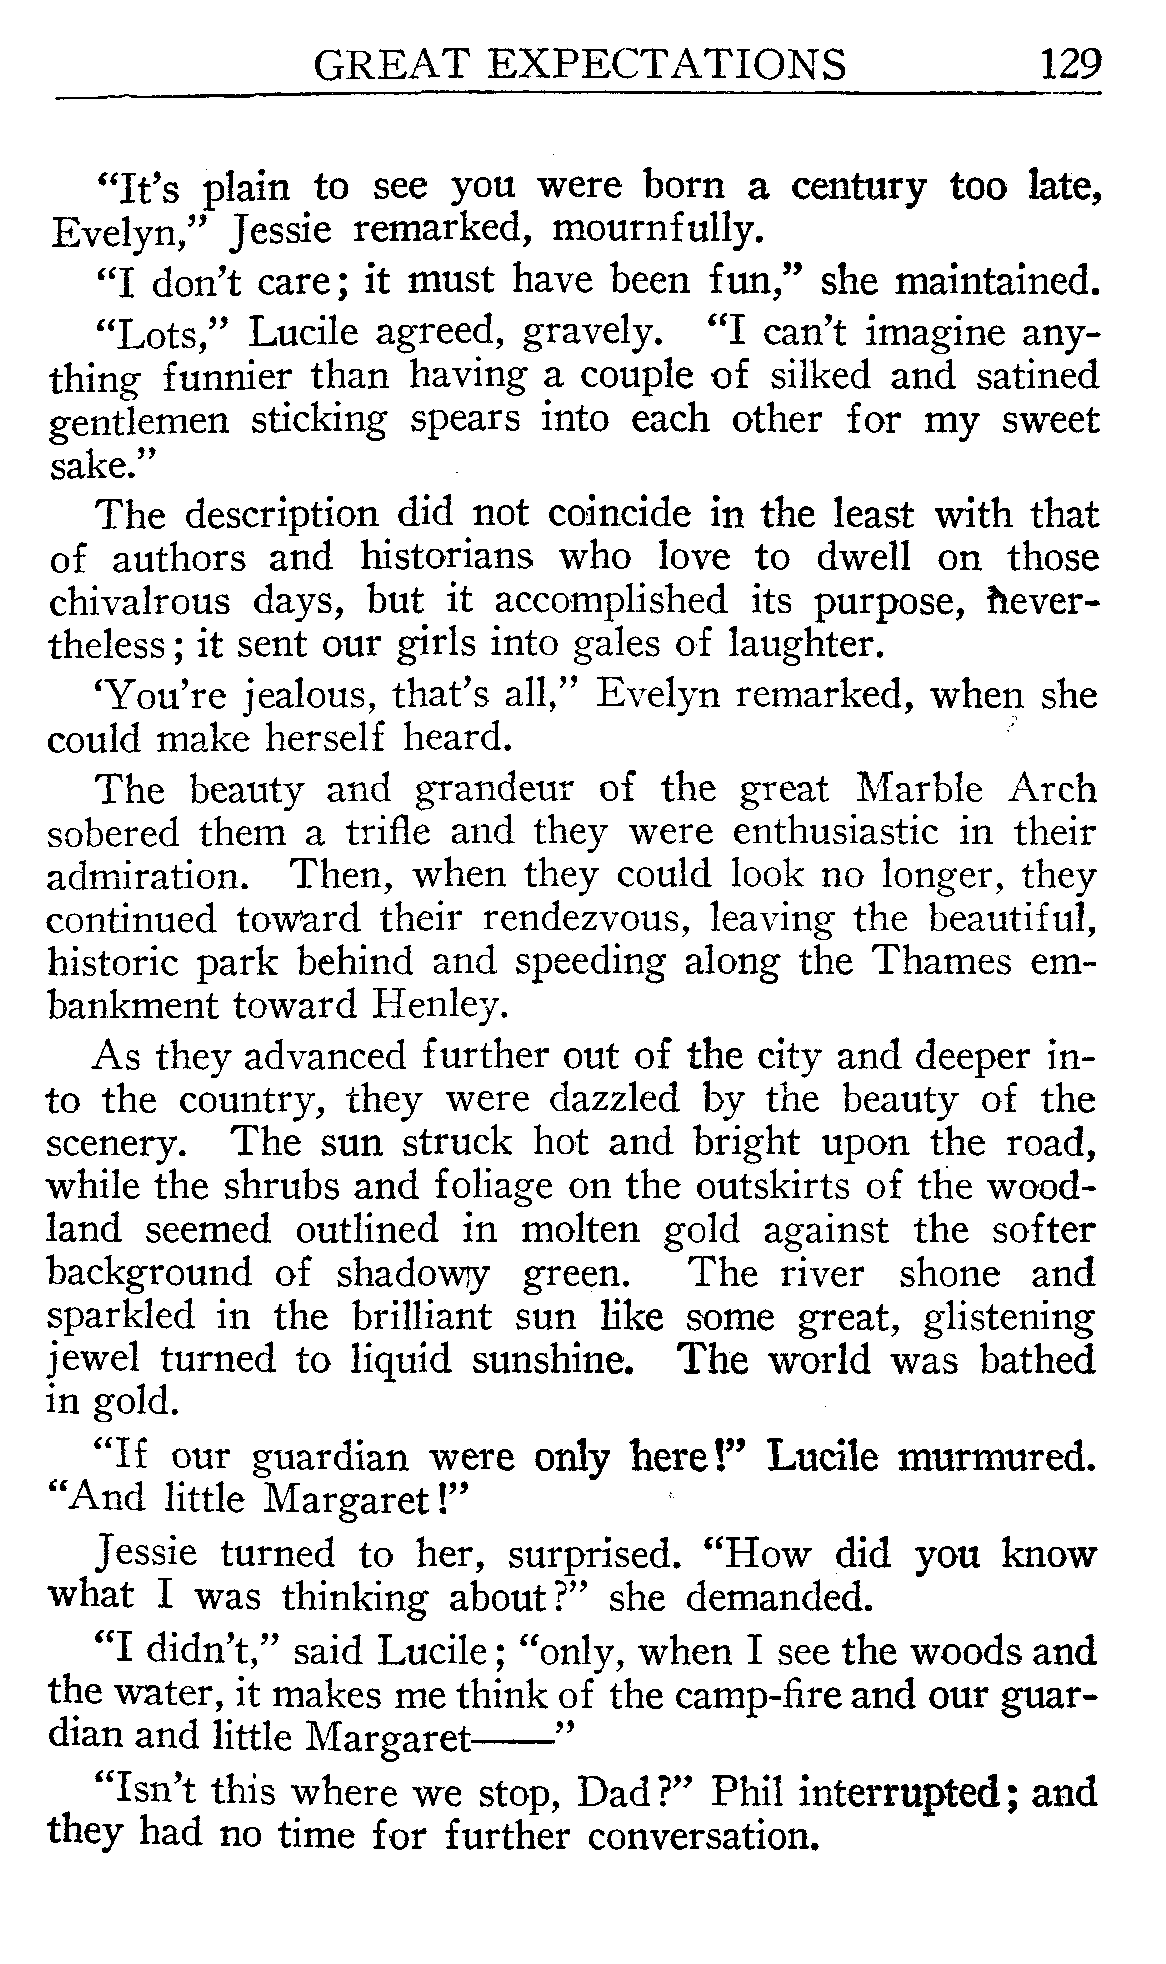 GREAT EXPECTATIONS 129
“It’s plain to see you were born a century too late,
Evelyn,” Jessie remarked, mournfully.
“I don’t care; it must have been fun,” she maintained.
“Lots,” Lucile agreed, gravely. “I can’t imagine any-
thing funnier than having a couple of silked and satined
gentlemen sticking spears into each other for my sweet
sake.”
The description did not coincide in the least with that
of authors and historians who love to dwell on those
chivalrous days, but it accomplished its purpose, never-
theless; it sent our girls into gales of laughter.
‘You’re jealous, that’s all,” Evelyn remarked, when she
could make herself heard.
The beauty and grandeur of the great Marble Arch
sobered them a trifle and they were enthusiastic in their
admiration. Then, when they could look no longer, they
continued toward their rendezvous, leaving the beautiful,
historic park behind and speeding along the Thames em-
bankment toward Henley.
As they advanced further out of the city and deeper in-
to the country, they were dazzled by the beauty of the
scenery. The sun struck hot and bright upon the road,
while the shrubs and foliage on the outskirts of the wood-
land seemed outlined in molten gold against the softer
background of shadowy green. The river shone and
sparkled in the brilliant sun like some great, glistening
jewel turned to liquid sunshine. The world was bathed
in gold.
“If our guardian were only here!” Lucile murmured.
“And little Margaret!”
Jessie turned to her, surprised. “How did you know
what I was thinking about?” she demanded.
“I didn’t,” said Lucile; “only, when I see the woods and
the water, it makes me think of the camp-fire and our guar-
dian and little Margaret——”
“Isn’t this where we stop, Dad?” Phil interrupted; and
they had no time for further conversation.